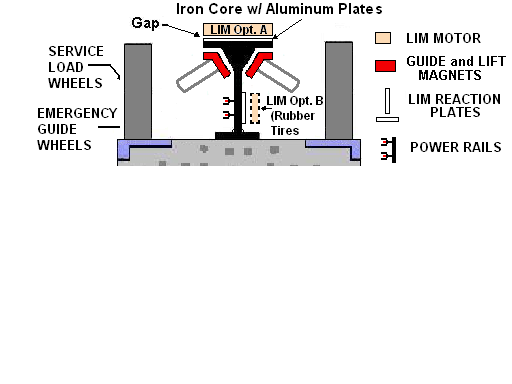 Iron Core w/ Aluminum Plates
Gap
LIM Opt. A
SERVICE
LOAD
WHEELS
EMERGENCY
GUIDE
WHEELS
LIM Opt. B
(Rubber
Tires
LIM MOTOR
GUIDE and LIFT
MAGNETS
LIM REACTION
PLATES
POWER RAILS